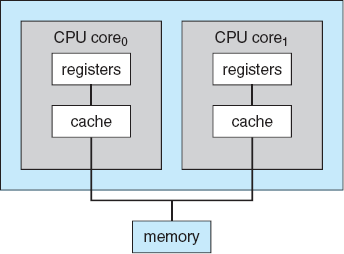 CPU core₀
registers
cache
CPU core₁
registers
cache
memory